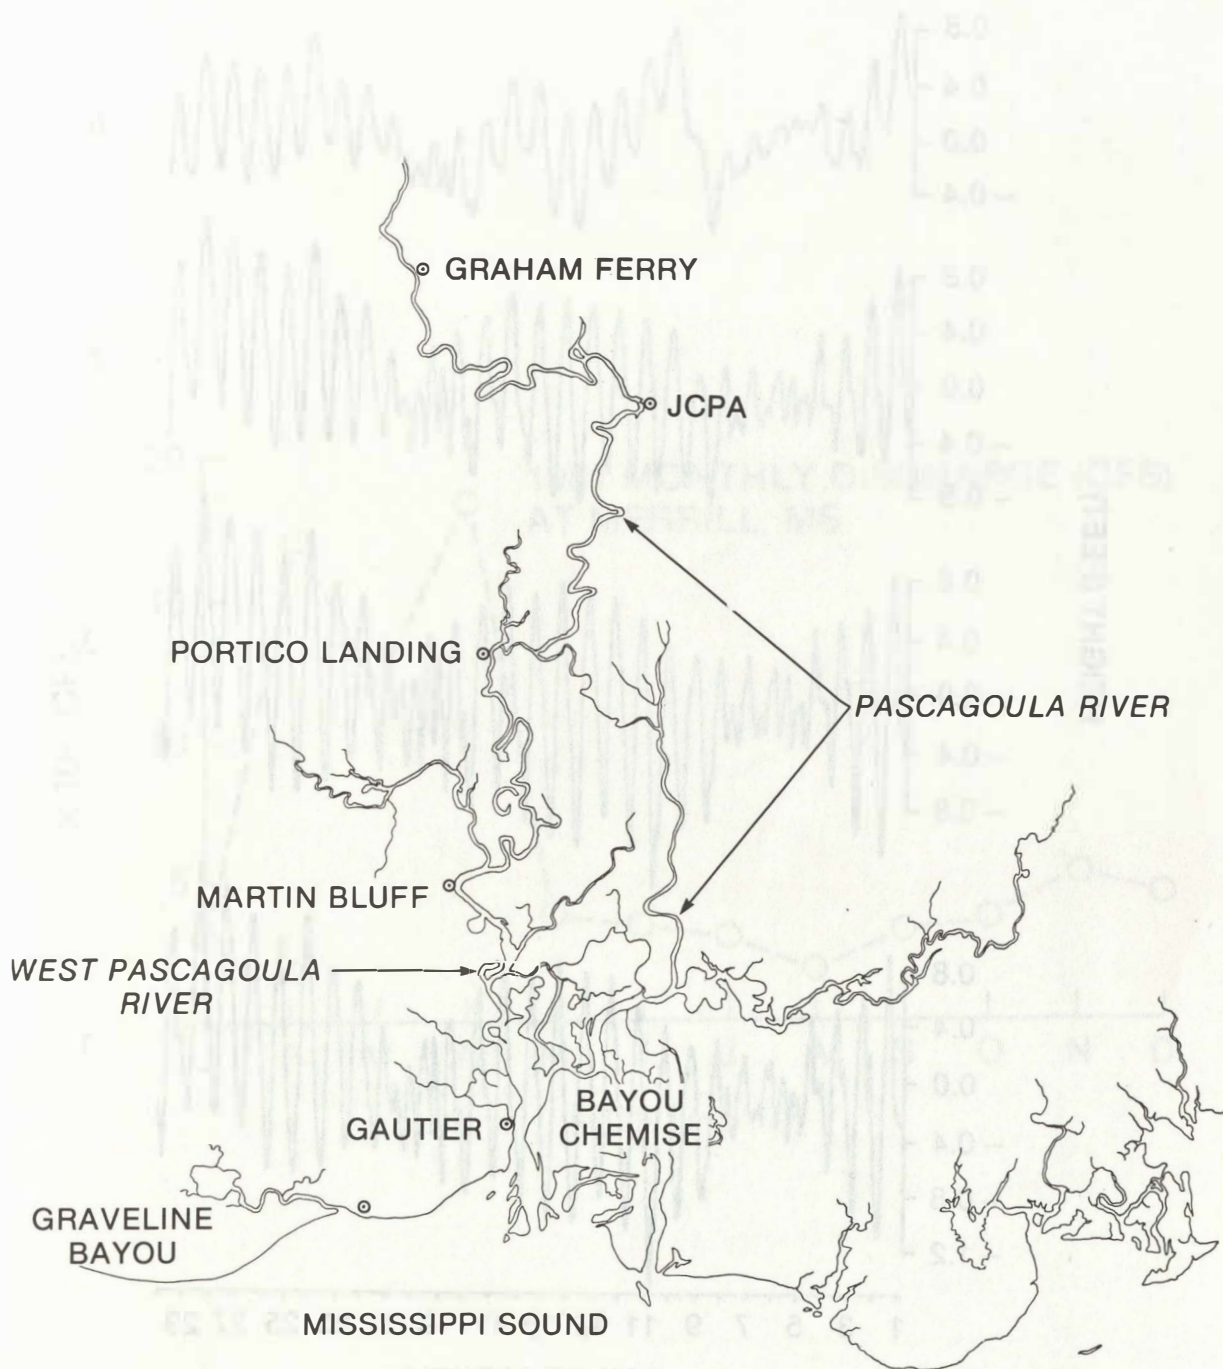 GRAHAM FERRY
JCPA
PORTICO LANDING
PASCAGOULA RIVER
MARTIN BLUFF
WEST PASCAGOULA
RIVER
BAYOU
CHEMISE
GAUTIER
GRAVELINE
BAYOU
MISSISSIPPI SOUND